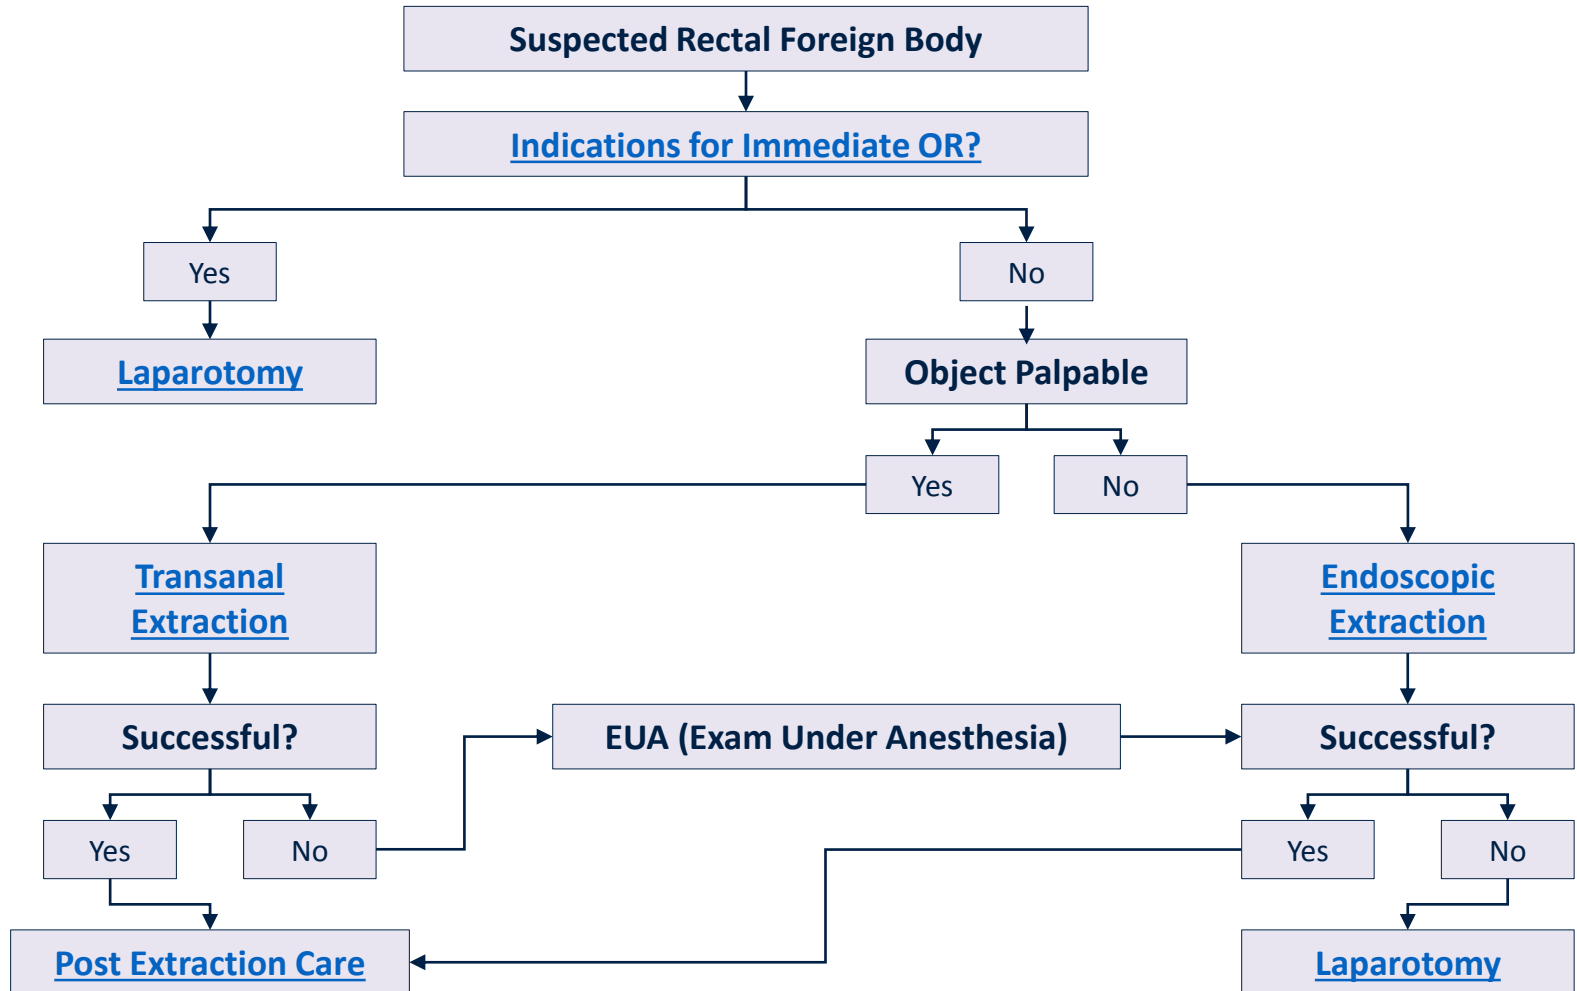 Suspected Rectal Foreign Body
Indications for Immediate OR?
Yes
No
Laparotomy
Object Palpable
Yes
No
Transanal
Extraction
Endoscopic
Extraction
Successful?
EUA (Exam Under Anesthesia)
Successful?
Yes
No
Yes
No
Post Extraction Care
Laparotomy